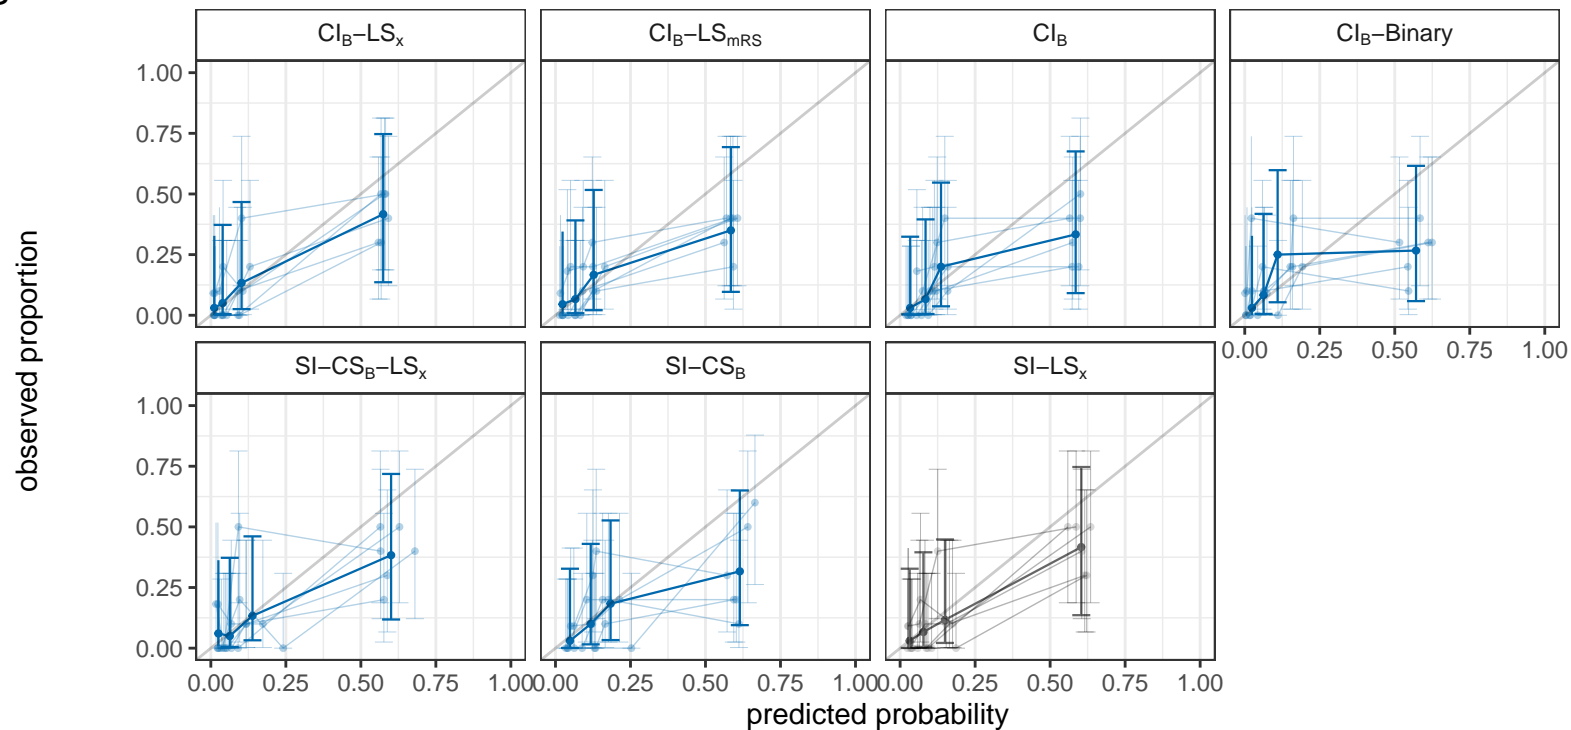 CI_B–LS_x CI_B–LS_mRS CI_B CI_B–Binary
1.00
0.75
0.50
0.25
0.00
0.00 0.25 0.50 0.75 1.00
SI–CS_B–LS_x SI–CS_B SI–LS_x
1.00
0.75
0.50
0.25
0.00
0.00 0.25 0.50 0.75 1.00 0.00 0.25 0.50 0.75 1.00 0.00 0.25 0.50 0.75 1.00
observed proportion
predicted probability